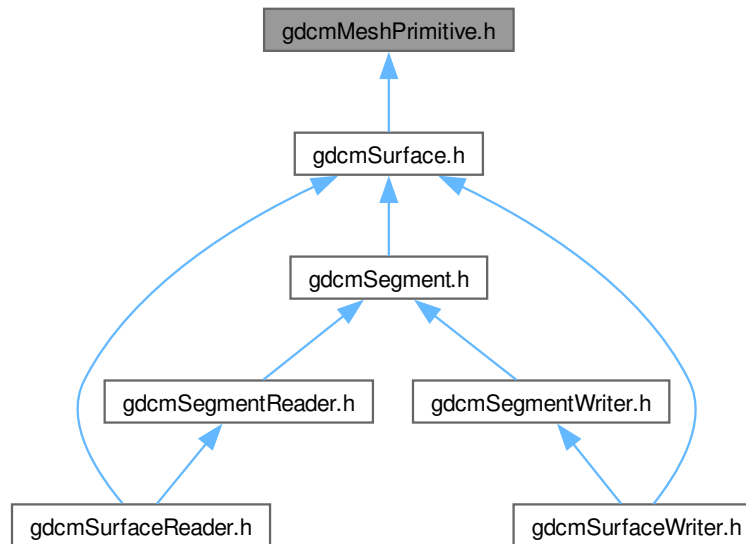 gdcmMeshPrimitive.h
gdcmSurface.h
gdcmSegment.h
gdcmSegmentReader.h
gdcmSegmentWriter.h
gdcmSurfaceReader.h
gdcmSurfaceWriter.h